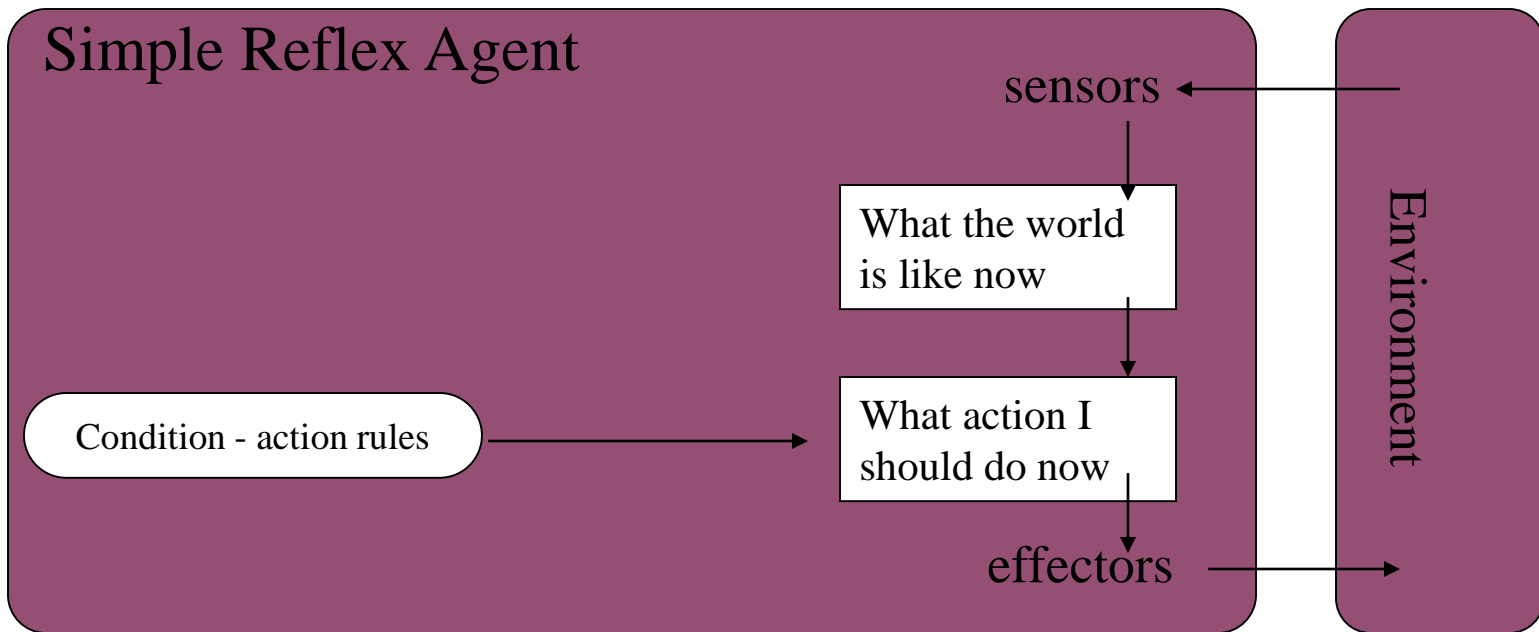 Simple Reflex Agent
sensors
What the world
is like now
Environment
Condition - action rules
What action I
should do now
effectors